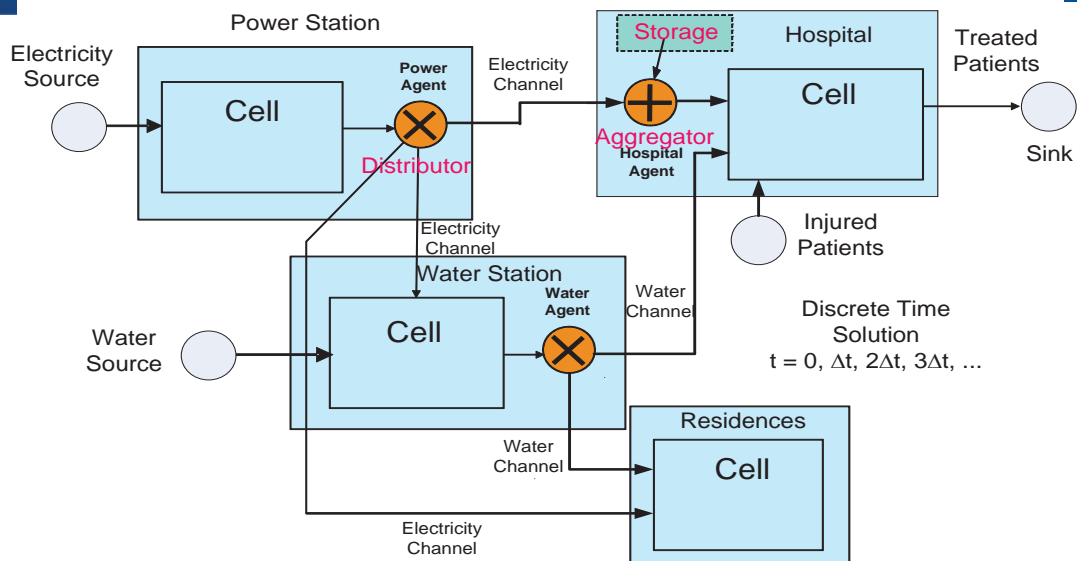 Power Station
Electricity
Source
Cell
Power
Agent
Distributor
Electricity
Channel
Storage
Hospital
Aggregator
Hospital
Agent
Cell
Treated
Patients
Sink
Injured
Patients
Electricity
Channel
Water Station
Water
Source
Cell
Water
Agent
Water
Channel
Discrete Time
Solution
t = 0, Δt, 2Δt, 3Δt, ...
Water
Channel
Residences
Cell
Electricity
Channel